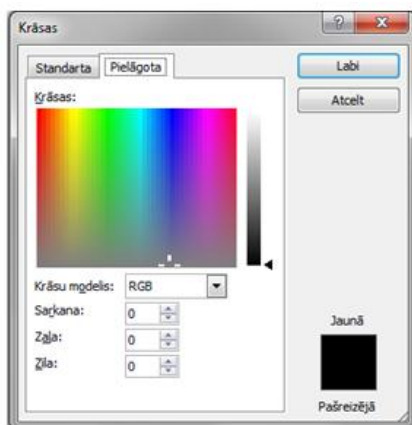 Krāsas
Standarta
Pielāgota
Labi
Atcelt
Krāsas:
Krāsu modelis: RGB
Sarkana: 0
Zaļa: 0
Zila: 0
Jaunā
Pašreizējā